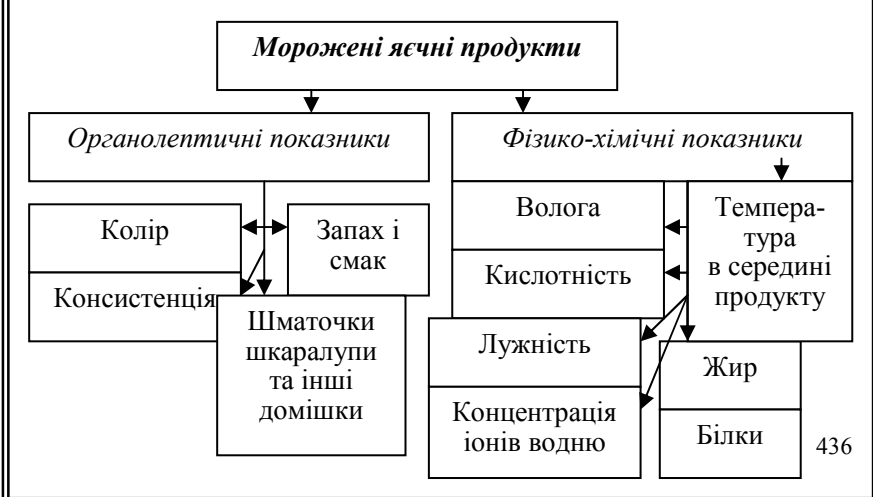 Морожені яєчні продукти
Органолептичні показники
Фізико-хімічні показники
Колір
Запах і
смак
Консистенція
Шматочки
шкаралупи
та інші
домішки
Волога
Кислотність
Темпера-
тура
в середині
продукту
Лужність
Концентрація
іонів водню
Жир
Білки
436